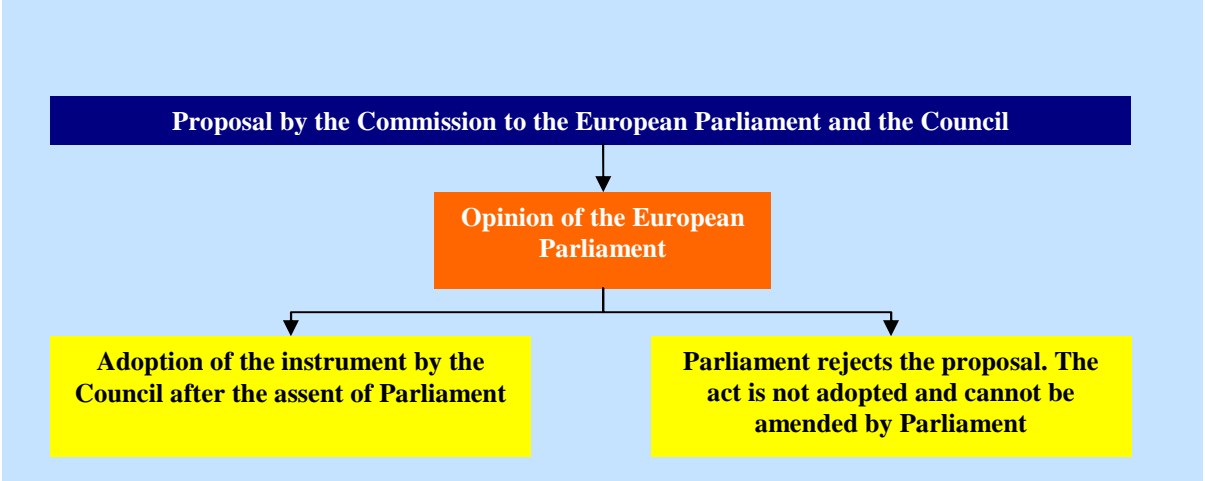 Proposal by the Commission to the European Parliament and the Council
Opinion of the European
Parliament
Adoption of the instrument by the
Council after the assent of Parliament
Parliament rejects the proposal. The
act is not adopted and cannot be
amended by Parliament